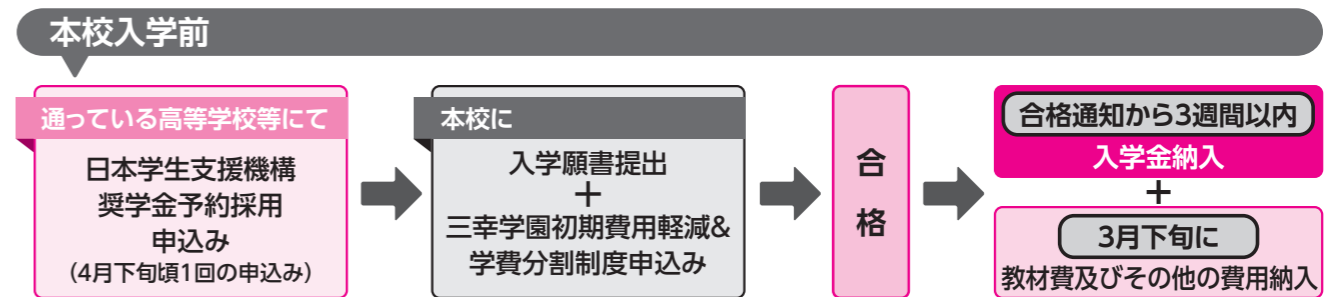 本校入学前
通っている高等学校等にて
日本学生支援機構
奨学金予約採用
申込み
（4月下旬頃1回の申込み）
本校に
入学願書提出
＋
三幸学園初期費用軽減&
学費分割制度申込み
合
格
合格通知から3週間以内
入学金納入
＋
3月下旬に
教材費及びその他の費用納入